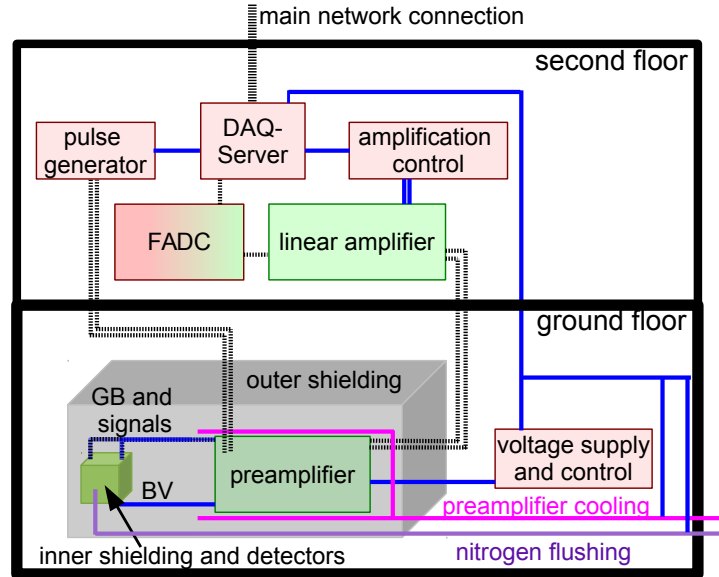 main network connection
second floor
pulse
generator
DAQ-
Server
amplification
control
FADC
linear amplifier
ground floor
outer shielding
GB and
signals
preamplifier
voltage supply
and control
BV
preamplifier cooling
inner shielding and detectors
nitrogen flushing